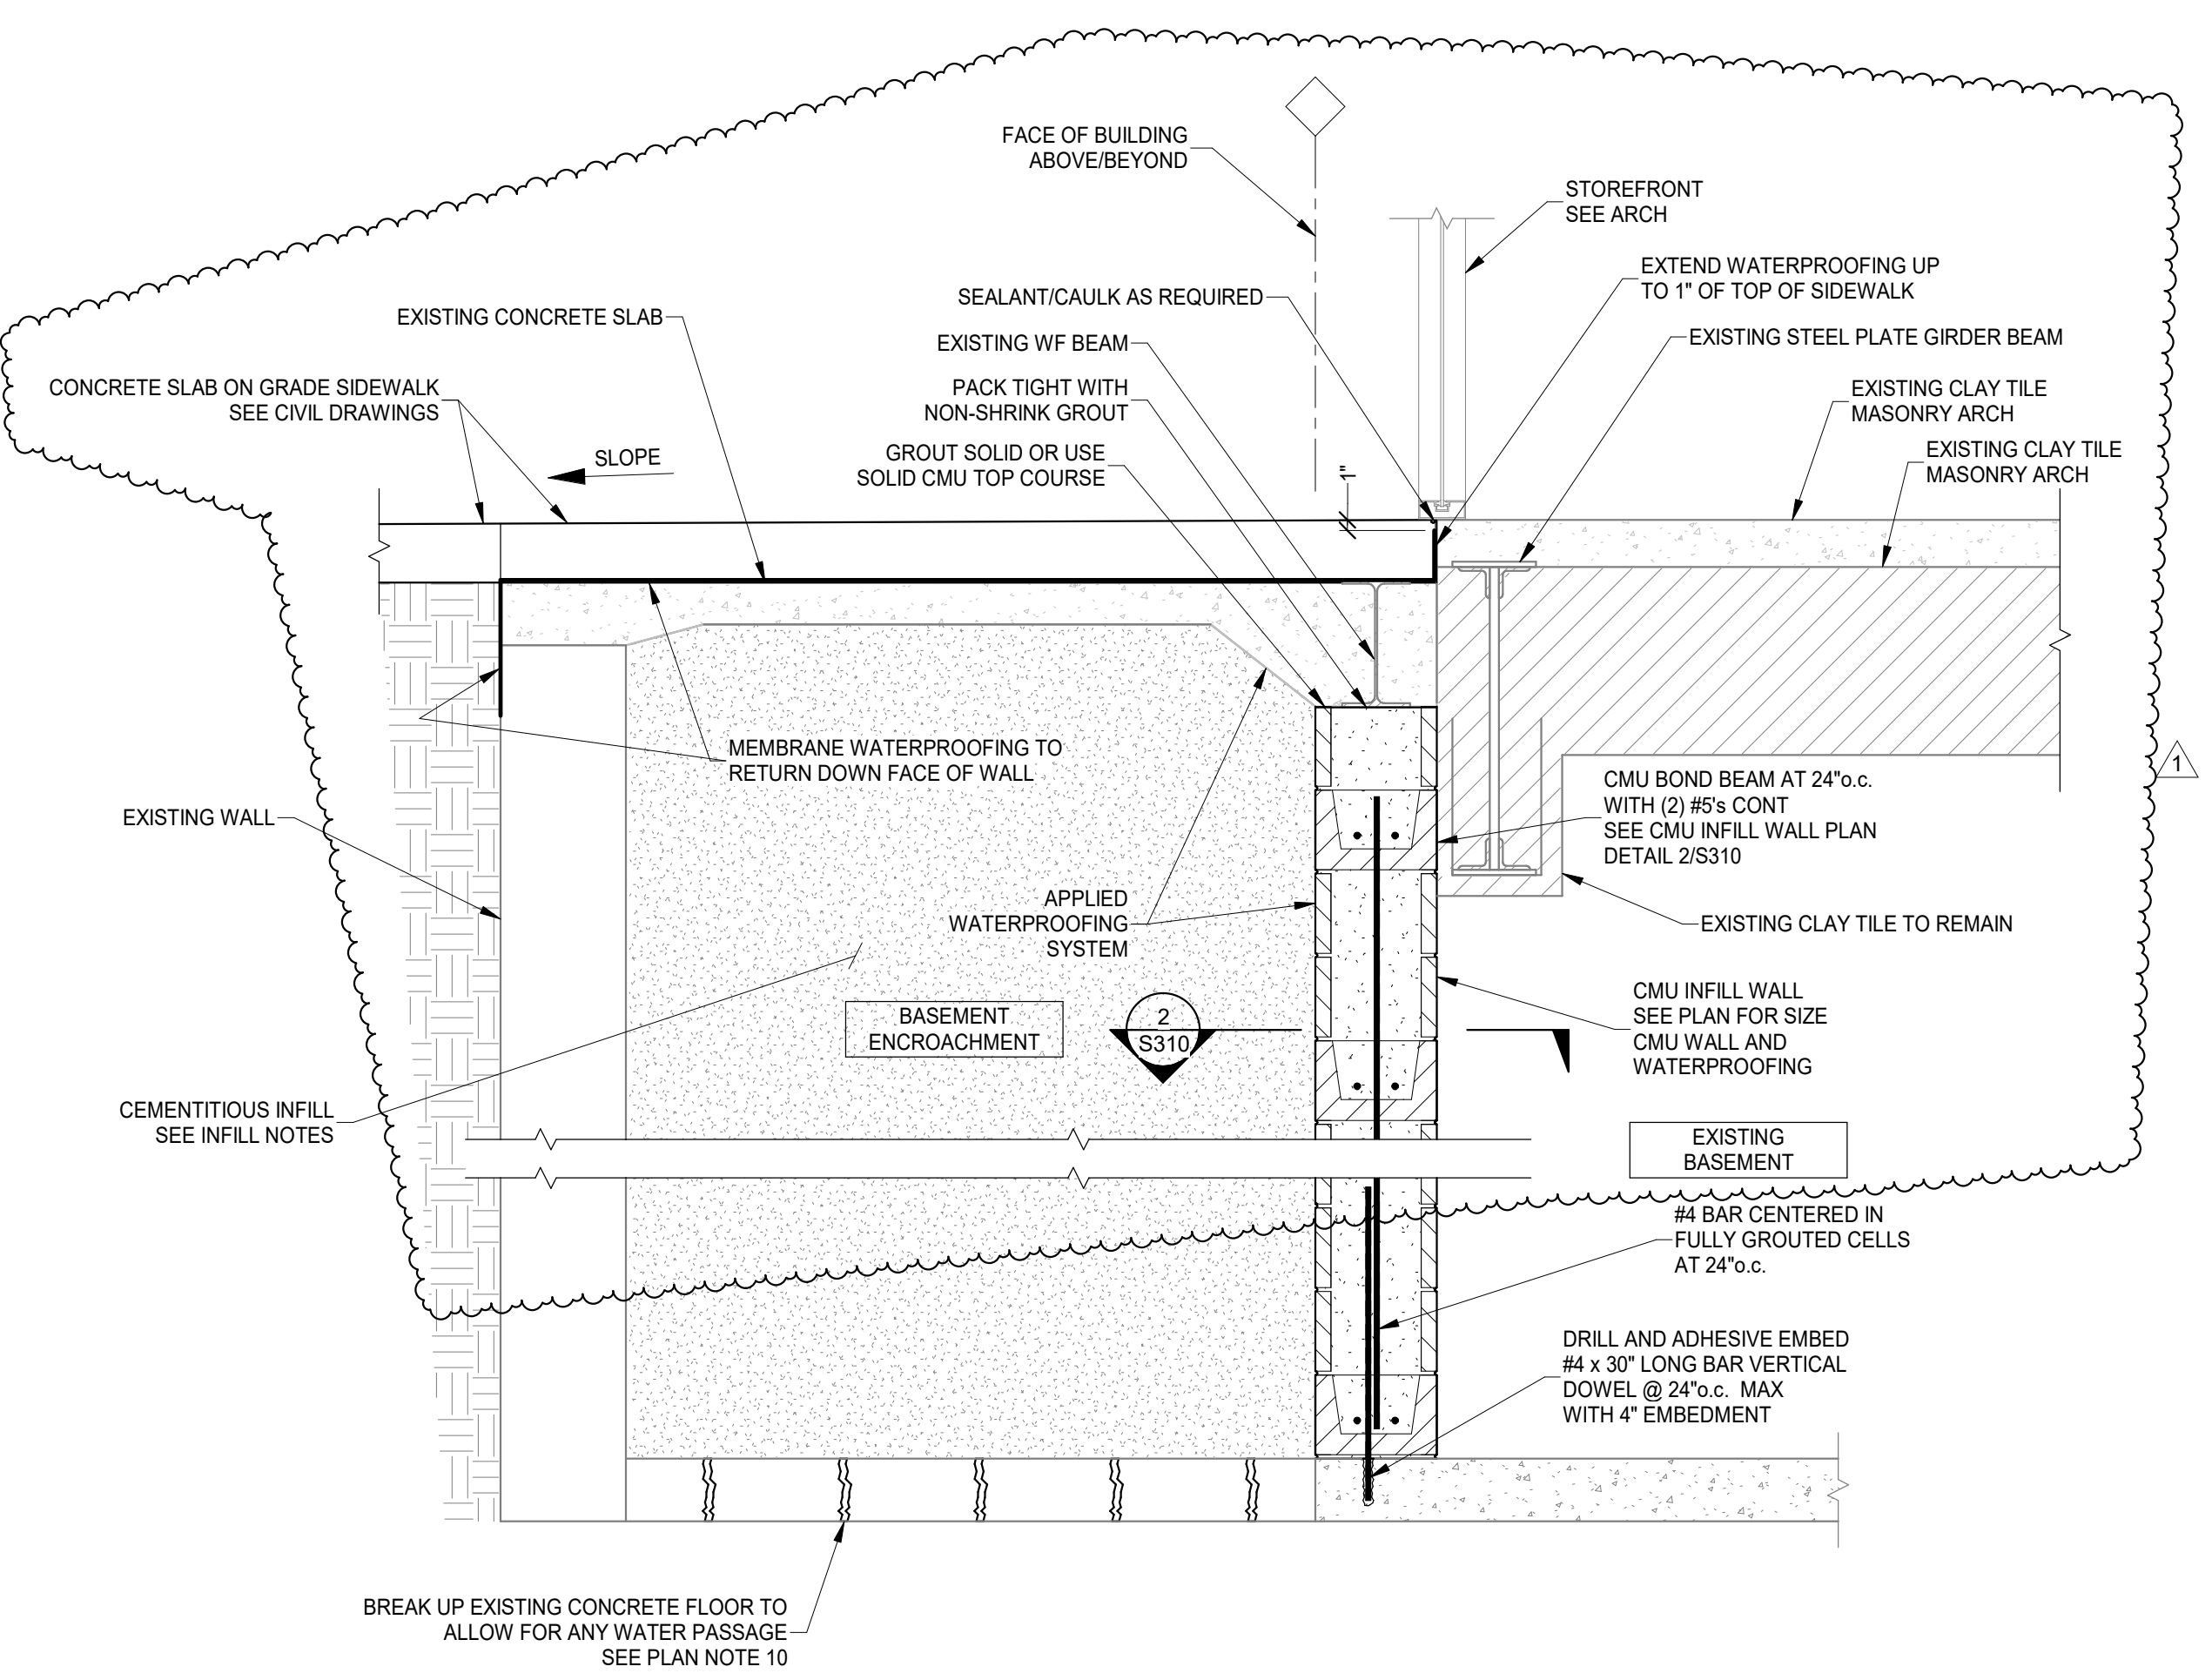 FACE OF BUILDING
ABOVE/BEYOND
STOREFRONT
SEE ARCH
EXTEND WATERPROOFING UP
TO 1" OF TOP OF SIDEWALK
SEALANT/CAULK AS REQUIRED
EXISTING CONCRETE SLAB
EXISTING WF BEAM
EXISTING STEEL PLATE GIRDER BEAM
CONCRETE SLAB ON GRADE SIDEWALK
SEE CIVIL DRAWINGS
PACK TIGHT WITH
NON-SHRINK GROUT
EXISTING CLAY TILE
MASONRY ARCH
GROUT SOLID OR USE
SOLID CMU TOP COURSE
EXISTING CLAY TILE
MASONRY ARCH
SLOPE
1"
MEMBRANE WATERPROOFING TO
RETURN DOWN FACE OF WALL
1
CMU BOND BEAM AT 24"o.c.
WITH (2) #5's CONT
SEE CMU INFILL WALL PLAN
DETAIL 2/S310
EXISTING WALL
APPLIED
WATERPROOFING
SYSTEM
EXISTING CLAY TILE TO REMAIN
BASEMENT
ENCROACHMENT
2
S310
CMU INFILL WALL
SEE PLAN FOR SIZE
CMU WALL AND
WATERPROOFING
CEMENTITIOUS INFILL
SEE INFILL NOTES
EXISTING
BASEMENT
#4 BAR CENTERED IN
FULLY GROUTED CELLS
AT 24"o.c.
DRILL AND ADHESIVE EMBED
#4 x 30" LONG BAR VERTICAL
DOWEL @ 24"o.c. MAX
WITH 4" EMBEDMENT
BREAK UP EXISTING CONCRETE FLOOR TO
ALLOW FOR ANY WATER PASSAGE
SEE PLAN NOTE 10